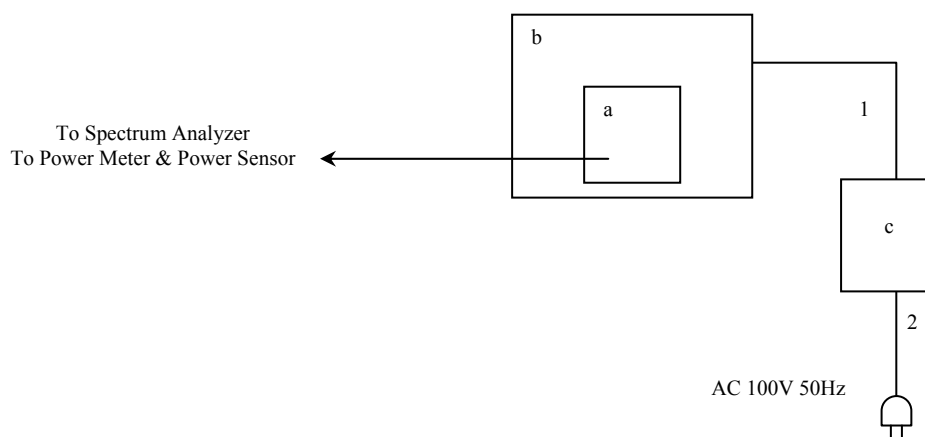 b
a
1
To Spectrum Analyzer
To Power Meter & Power Sensor
c
2
AC 100V 50Hz